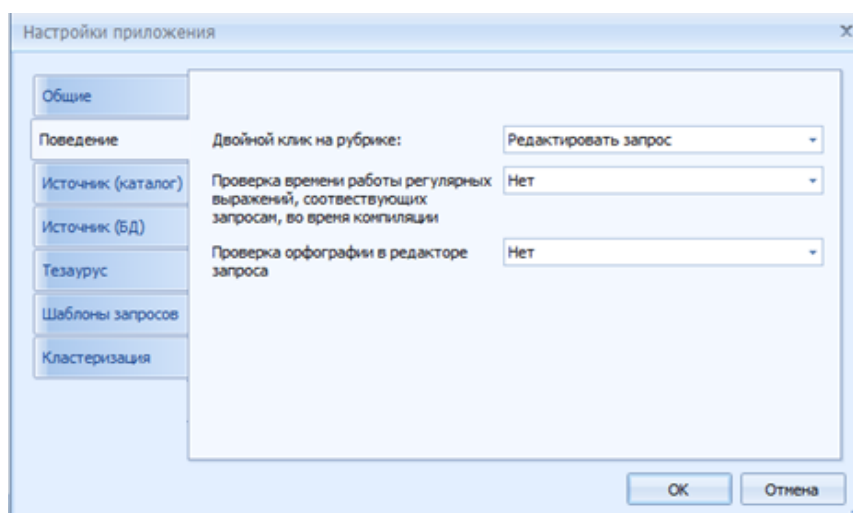 Настройки приложения
Общие
Поведение
Источник (каталог)
Источник (БД)
Тезаурус
Шаблоны запросов
Кластеризация
Двойной клик на рубрике:
Редактировать запрос
Проверка времени работы регулярных
выражений, соотвествующих
запросам, во время компиляции
Нет
Проверка орфографии в редакторе
запроса
Нет
ОК
Отмена